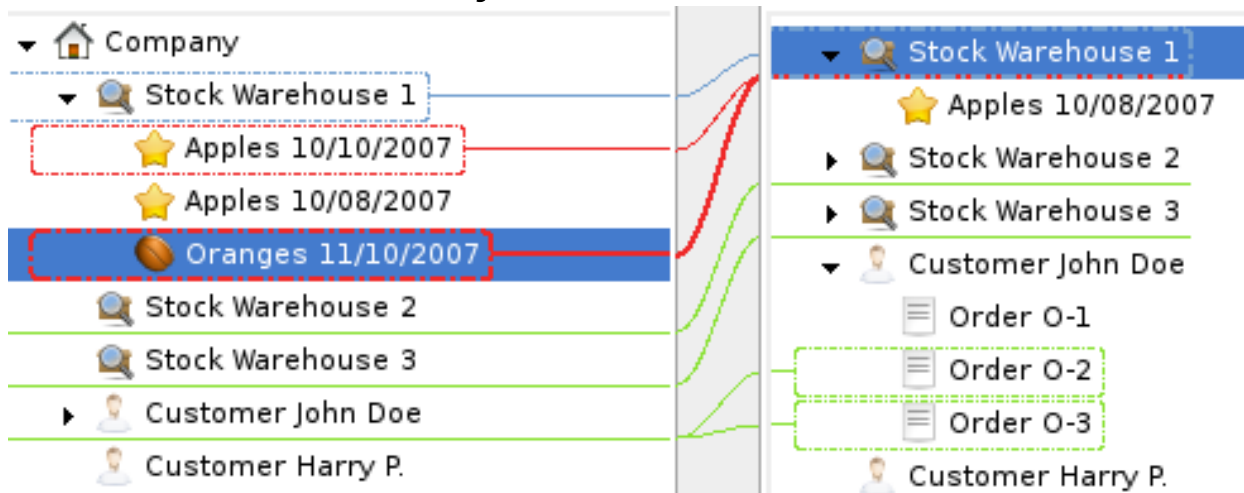 Company
Stock Warehouse 1
Apples 10/10/2007
Apples 10/08/2007
Oranges 11/10/2007
Stock Warehouse 2
Stock Warehouse 3
Customer John Doe
Customer Harry P.
Stock Warehouse 1
Apples 10/08/2007
Stock Warehouse 2
Stock Warehouse 3
Customer John Doe
Order O-1
Order O-2
Order O-3
Customer Harry P.